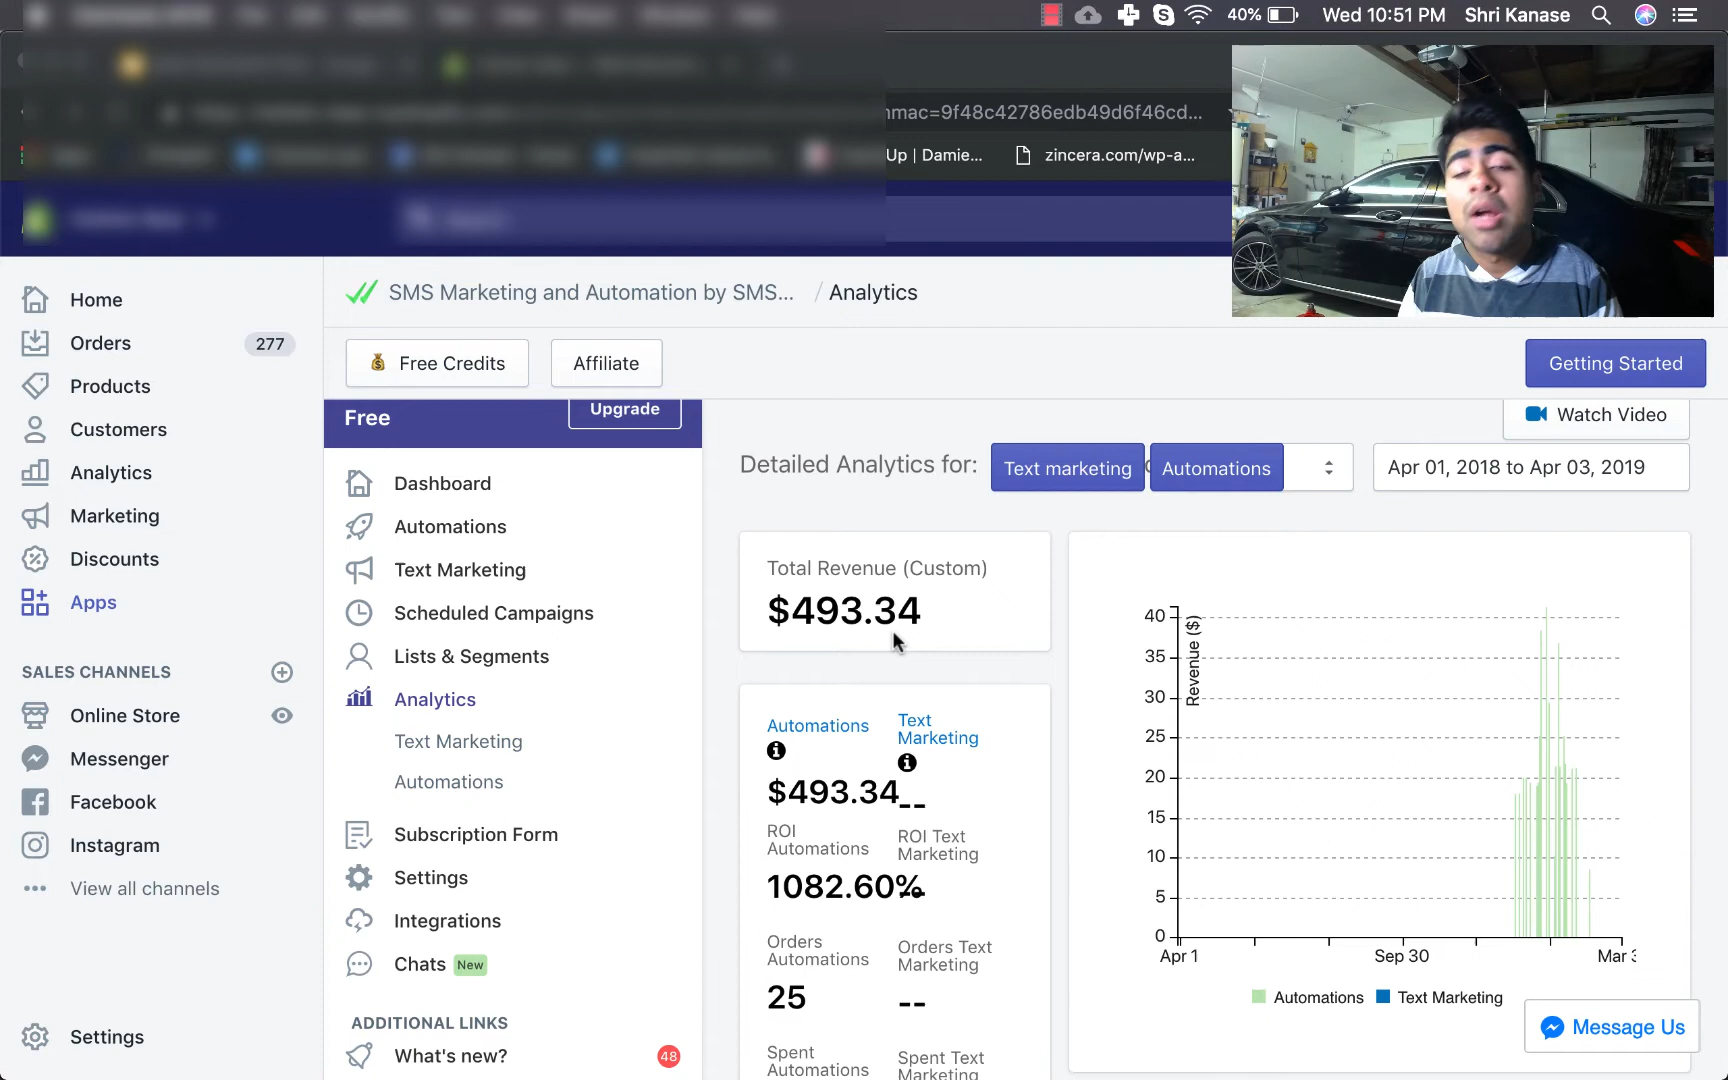 40%
Wed 10:51 PM
Shri Kanase
hmac=9f48c42786edb49d6f46cd...
Up | Damie...
zincera.com/wp-a...
Home
Orders
277
Products
Customers
Analytics
Marketing
Discounts
Apps
SALES CHANNELS
Online Store
Messenger
Facebook
Instagram
View all channels
Settings
SMS Marketing and Automation by SMS...
/ Analytics
Free Credits
Affiliate
Getting Started
Free
Upgrade
Dashboard
Automations
Text Marketing
Scheduled Campaigns
Lists & Segments
Analytics
Text Marketing
Automations
Subscription Form
Settings
Integrations
Chats
New
ADDITIONAL LINKS
What's new?
48
Watch Video
Detailed Analytics for:
Text marketing
Automations
Apr 01, 2018 to Apr 03, 2019
Total Revenue (Custom)
$493.34
Automations
Text
Marketing
$493.34
--
ROI
Automations
ROI Text
Marketing
1082.60%
Orders
Automations
Orders Text
Marketing
25
--
Spent
Automations
Spent Text
Marketing
Revenue ($)
40
35
30
25
20
15
10
5
0
Apr 1
Sep 30
Mar
Automations
Text Marketing
Message Us